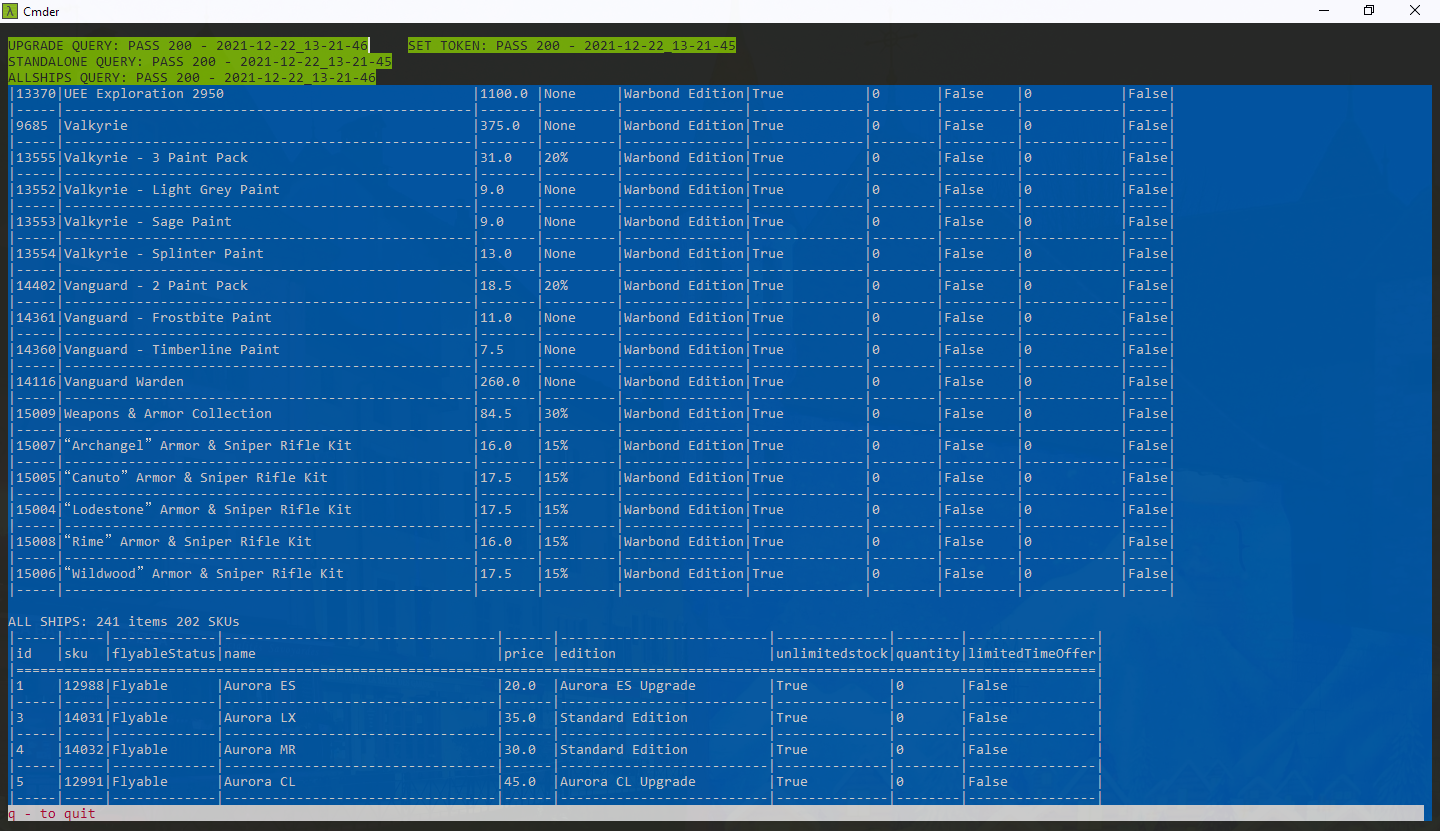 λ Cmder
UPGRADE QUERY: PASS 200 - 2021-12-22_13-21-46 SET TOKEN: PASS 200 - 2021-12-22_13-21-45
STANDALONE QUERY: PASS 200 - 2021-12-22_13-21-45
ALLSHIPS QUERY: PASS 200 - 2021-12-22_13-21-46
|13370|UEE Exploration 2950 |1100.0 |None |Warbond Edition|True |0 |False |0 |False|
|9685 |Valkyrie |375.0 |None |Warbond Edition|True |0 |False |0 |False|
|13555|Valkyrie - 3 Paint Pack |31.0 |20% |Warbond Edition|True |0 |False |0 |False|
|13552|Valkyrie - Light Grey Paint |9.0 |None |Warbond Edition|True |0 |False |0 |False|
|13553|Valkyrie - Sage Paint |9.0 |None |Warbond Edition|True |0 |False |0 |False|
|13554|Valkyrie - Splinter Paint |13.0 |None |Warbond Edition|True |0 |False |0 |False|
|14402|Vanguard - 2 Paint Pack |18.5 |20% |Warbond Edition|True |0 |False |0 |False|
|14361|Vanguard - Frostbite Paint |11.0 |None |Warbond Edition|True |0 |False |0 |False|
|14360|Vanguard - Timberline Paint |7.5 |None |Warbond Edition|True |0 |False |0 |False|
|14116|Vanguard Warden |260.0 |None |Warbond Edition|True |0 |False |0 |False|
|15009|Weapons & Armor Collection |84.5 |30% |Warbond Edition|True |0 |False |0 |False|
|15007|“Archangel” Armor & Sniper Rifle Kit |16.0 |15% |Warbond Edition|True |0 |False |0 |False|
|15005|“Canuto” Armor & Sniper Rifle Kit |17.5 |15% |Warbond Edition|True |0 |False |0 |False|
|15004|“Lodestone” Armor & Sniper Rifle Kit |17.5 |15% |Warbond Edition|True |0 |False |0 |False|
|15008|“Rime” Armor & Sniper Rifle Kit |16.0 |15% |Warbond Edition|True |0 |False |0 |False|
|15006|“Wildwood” Armor & Sniper Rifle Kit |17.5 |15% |Warbond Edition|True |0 |False |0 |False|
ALL SHIPS: 241 items 202 SKUs
|id |sku |flyableStatus|name |price |edition |unlimitedstock|quantity|limitedTimeOffer|
|1 |12988|Flyable |Aurora ES |20.0 |Aurora ES Upgrade |True |0 |False |
|3 |14031|Flyable |Aurora LX |35.0 |Standard Edition |True |0 |False |
|4 |14032|Flyable |Aurora MR |30.0 |Standard Edition |True |0 |False |
|5 |12991|Flyable |Aurora CL |45.0 |Aurora CL Upgrade |True |0 |False |
q - to quit